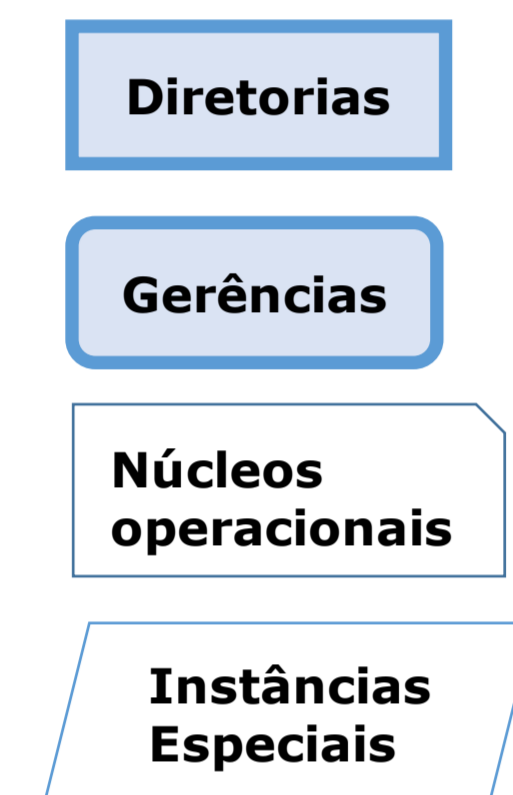 Diretorias
Gerências
Núcleos
operacionais
Instâncias
Especiais